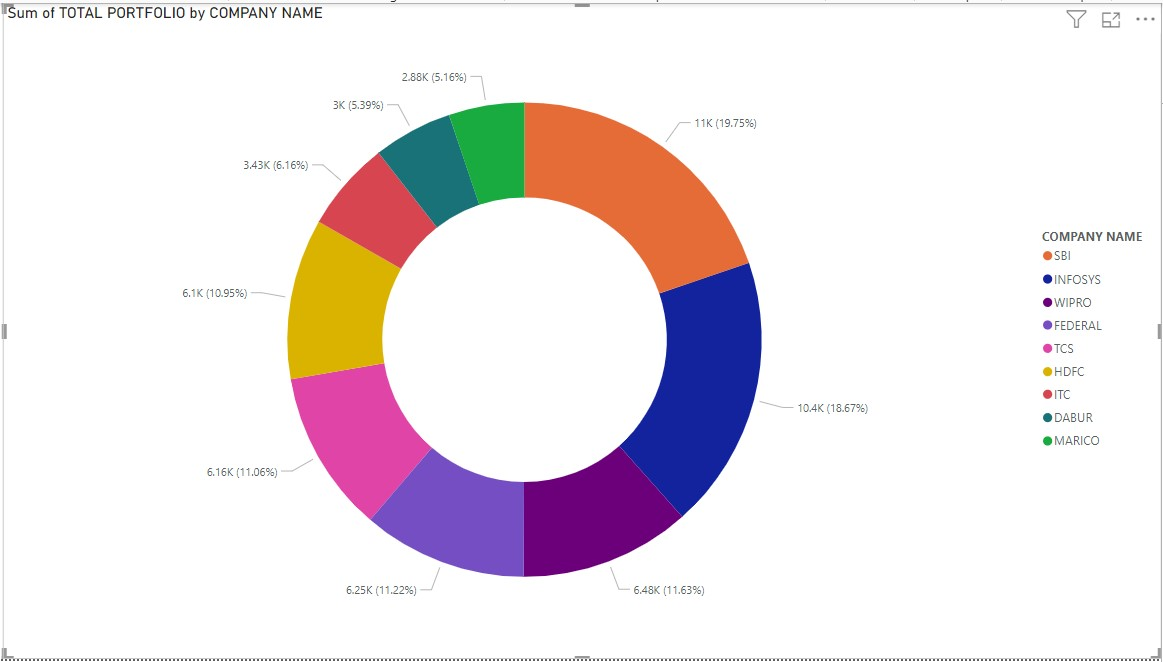 Sum of TOTAL PORTFOLIO by COMPANY NAME
2.88K (5.16%)
3K (5.39%)
11K (19.75%)
3.43K (6.16%)
6.1K (10.95%)
10.4K (18.67%)
6.16K (11.06%)
6.25K (11.22%)
6.48K (11.63%)
COMPANY NAME
SBI
INFOSYS
WIPRO
FEDERAL
TCS
HDFC
ITC
DABUR
MARICO